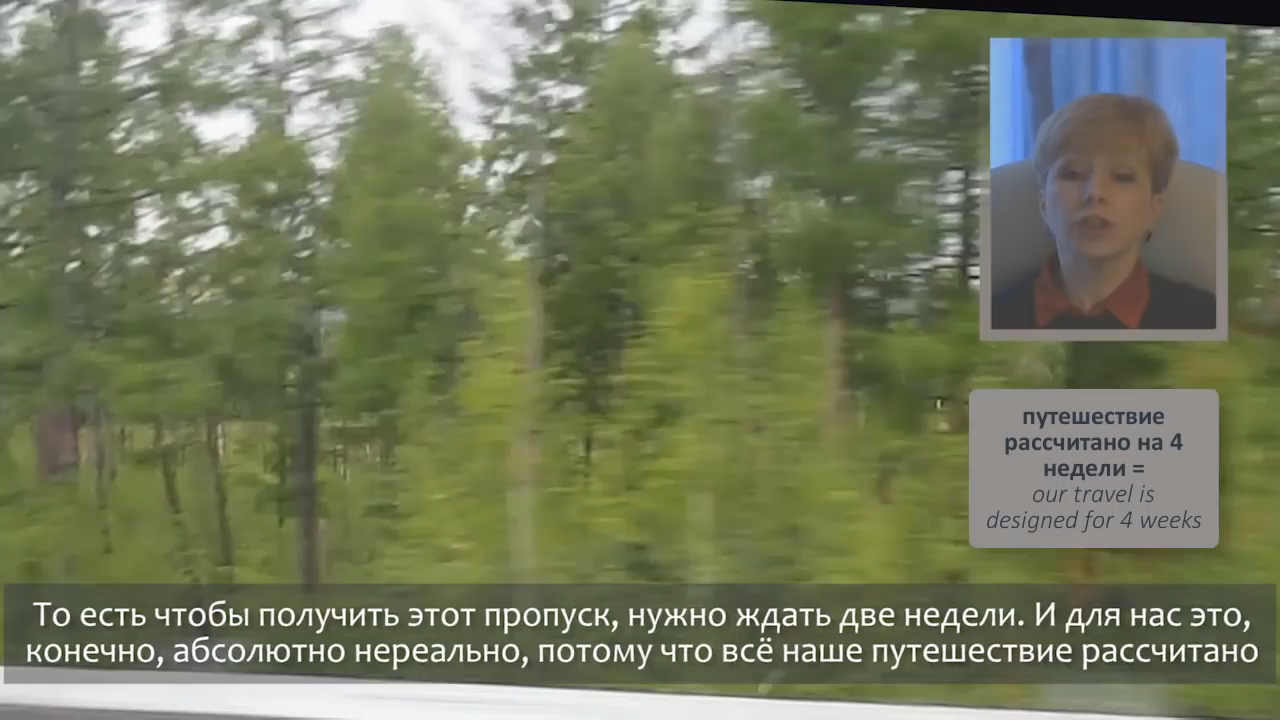 путешествие
рассчитано на 4
недели =
our travel is
designed for 4 weeks
То есть чтобы получить этот пропуск, нужно ждать две недели. И для нас это,
конечно, абсолютно нереально, потому что всё наше путешествие рассчитано